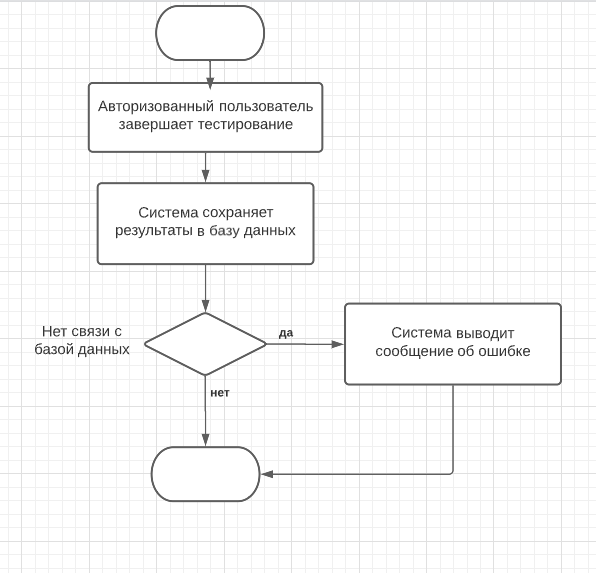 Авторизованный пользователь
завершает тестирование
Система сохраняет
результаты в базу данных
Нет связи с
базой данных
да
Система выводит
сообщение об ошибке
нет